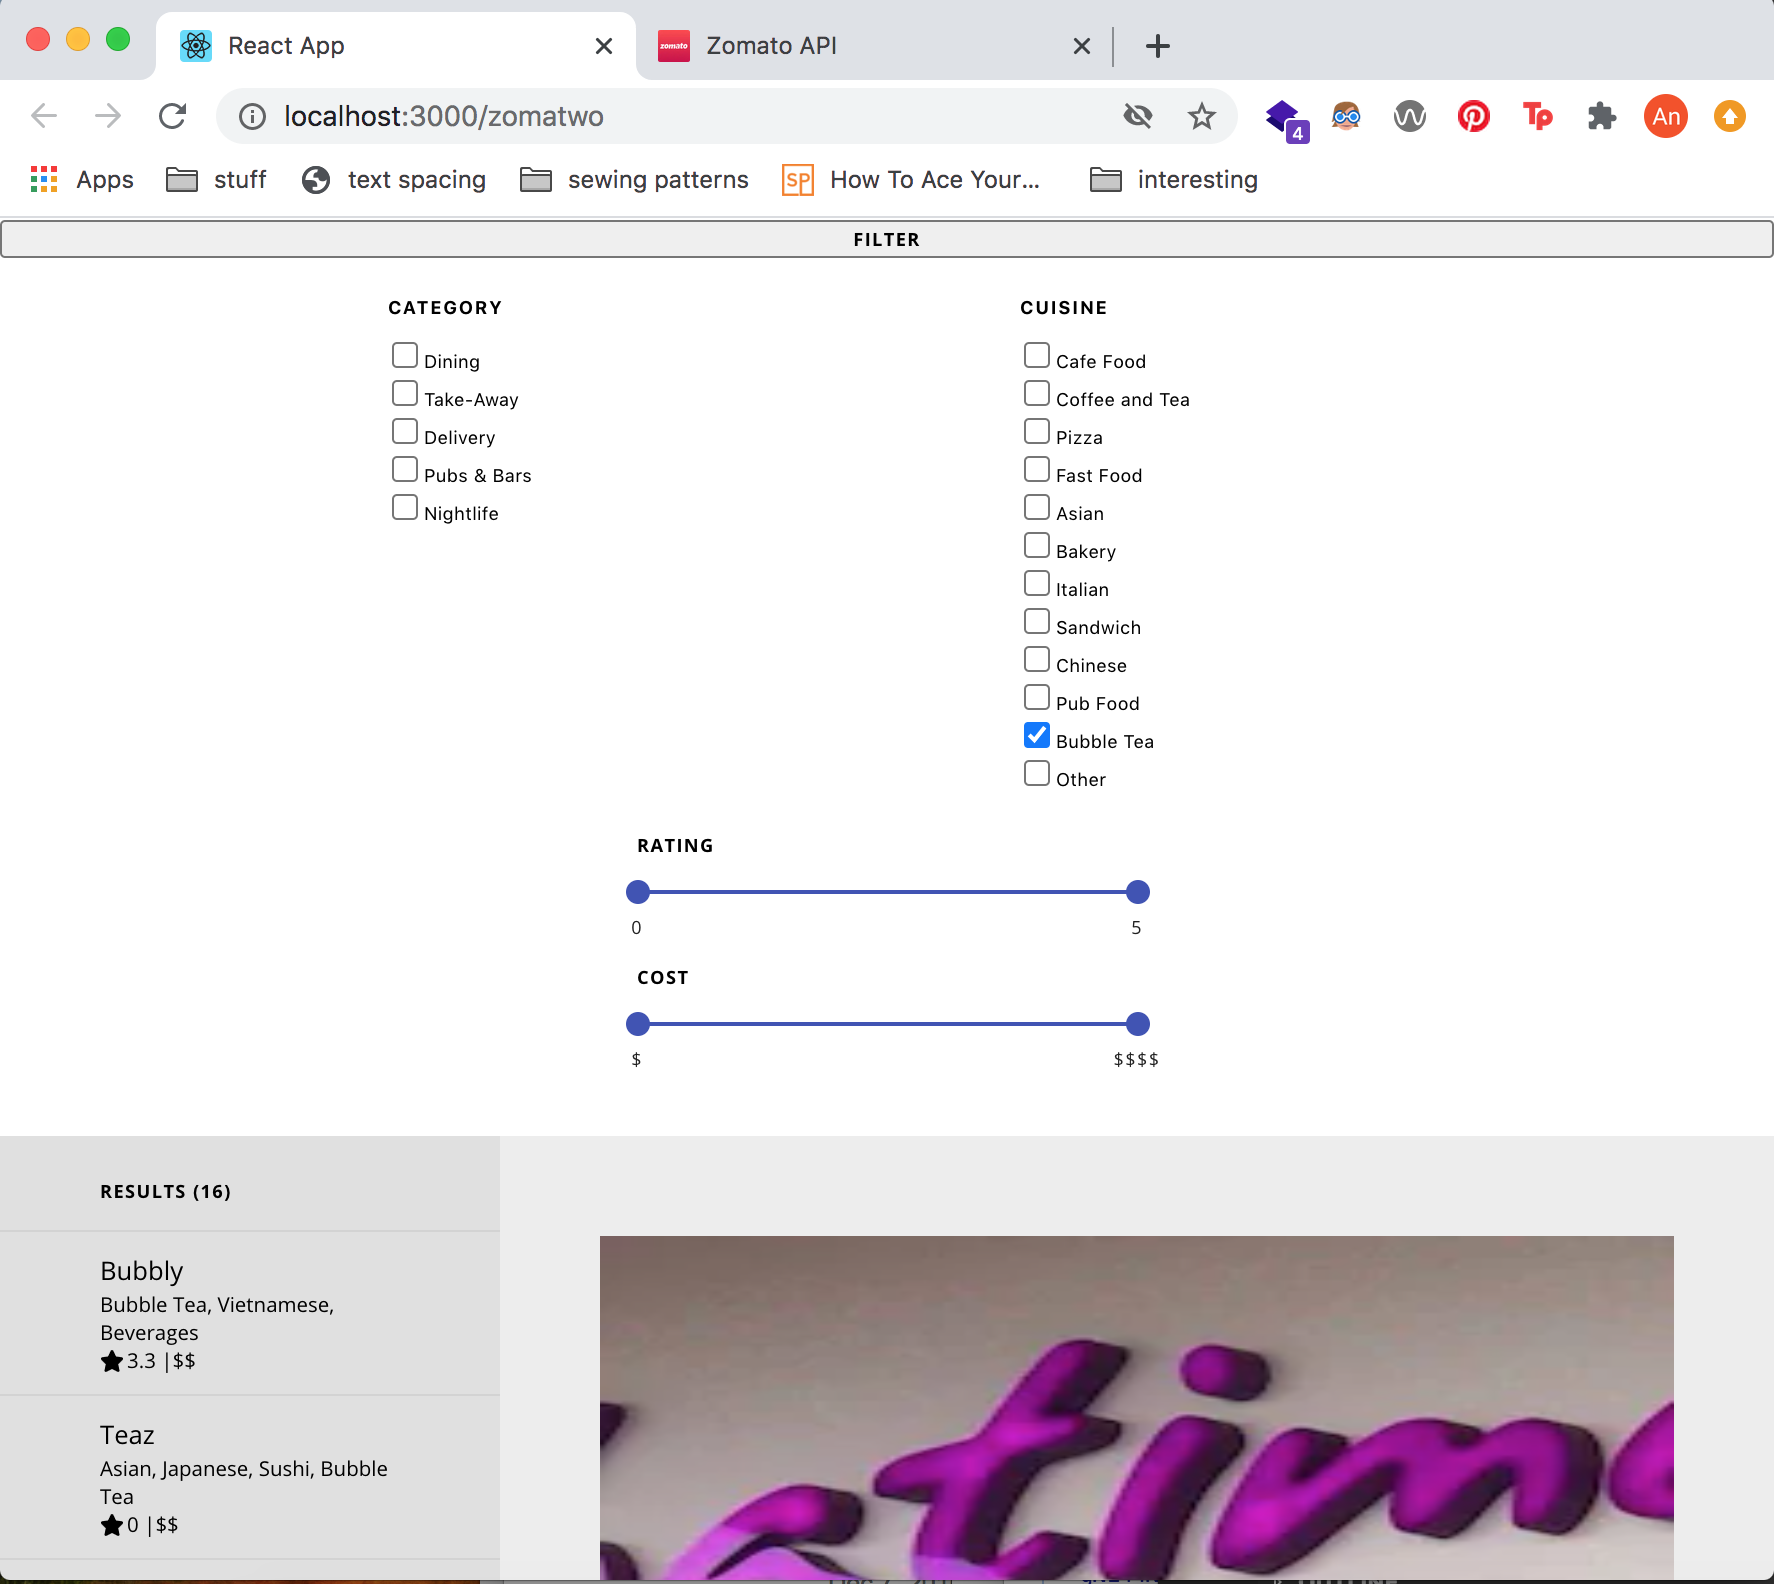 React App
zomato
Zomato API
localhost:3000/zomatwo
4
An
Apps
stuff
text spacing
sewing patterns
SP
How To Ace Your...
interesting
FILTER
CATEGORY
Dining
Take-Away
Delivery
Pubs & Bars
Nightlife
CUISINE
Cafe Food
Coffee and Tea
Pizza
Fast Food
Asian
Bakery
Italian
Sandwich
Chinese
Pub Food
Bubble Tea
Other
RATING
0
5
COST
$
$$$$
RESULTS (16)
Bubbly
Bubble Tea, Vietnamese,
Beverages
3.3 |$$
Teaz
Asian, Japanese, Sushi, Bubble
Tea
0 |$$